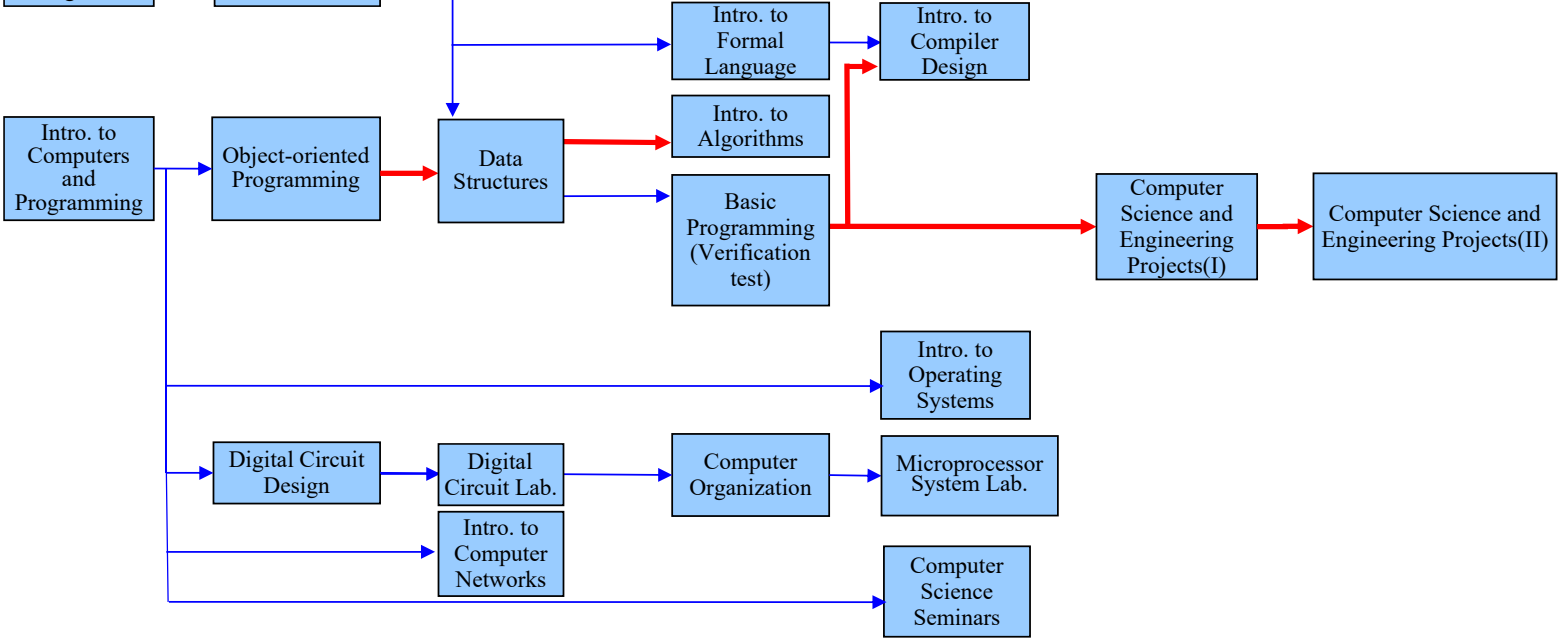 Intro. to
Formal
Language
Intro. to
Compiler
Design
Intro. to
Computers
and
Programming
Object-oriented
Programming
Data
Structures
Intro. to
Algorithms
Basic
Programming
(Verification
test)
Computer
Science and
Engineering
Projects(I)
Computer Science and
Engineering Projects(II)
Intro. to
Operating
Systems
Digital Circuit
Design
Digital
Circuit Lab.
Computer
Organization
Microprocessor
System Lab.
Intro. to
Computer
Networks
Computer
Science
Seminars